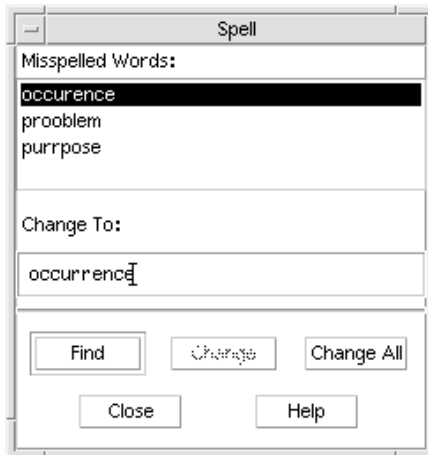 Spell
Misspelled Words:
occurence
prooblem
purrpose
Change To:
occurrence
Find Change Change All
Close Help